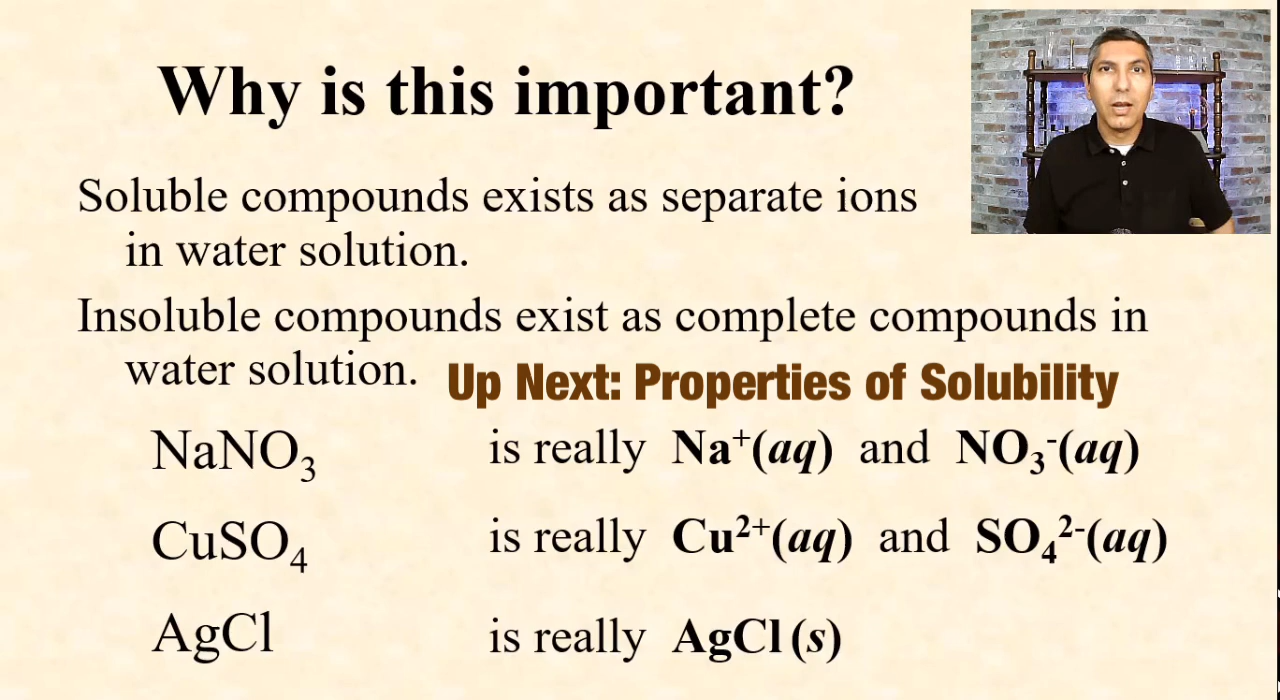 Why is this important?
Soluble compounds exists as separate ions
in water solution.
Insoluble compounds exist as complete compounds in
water solution.
Up Next: Properties of Solubility
NaNO₃ is really Na⁺(aq) and NO₃⁻(aq)
CuSO₄ is really Cu²⁺(aq) and SO₄²⁻(aq)
AgCl is really AgCl (s)